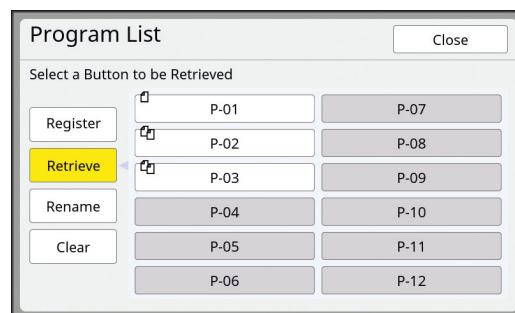 Program List
Close
Select a Button to be Retrieved
Register
Retrieve
Rename
Clear
P-01
P-02
P-03
P-04
P-05
P-06
P-07
P-08
P-09
P-10
P-11
P-12